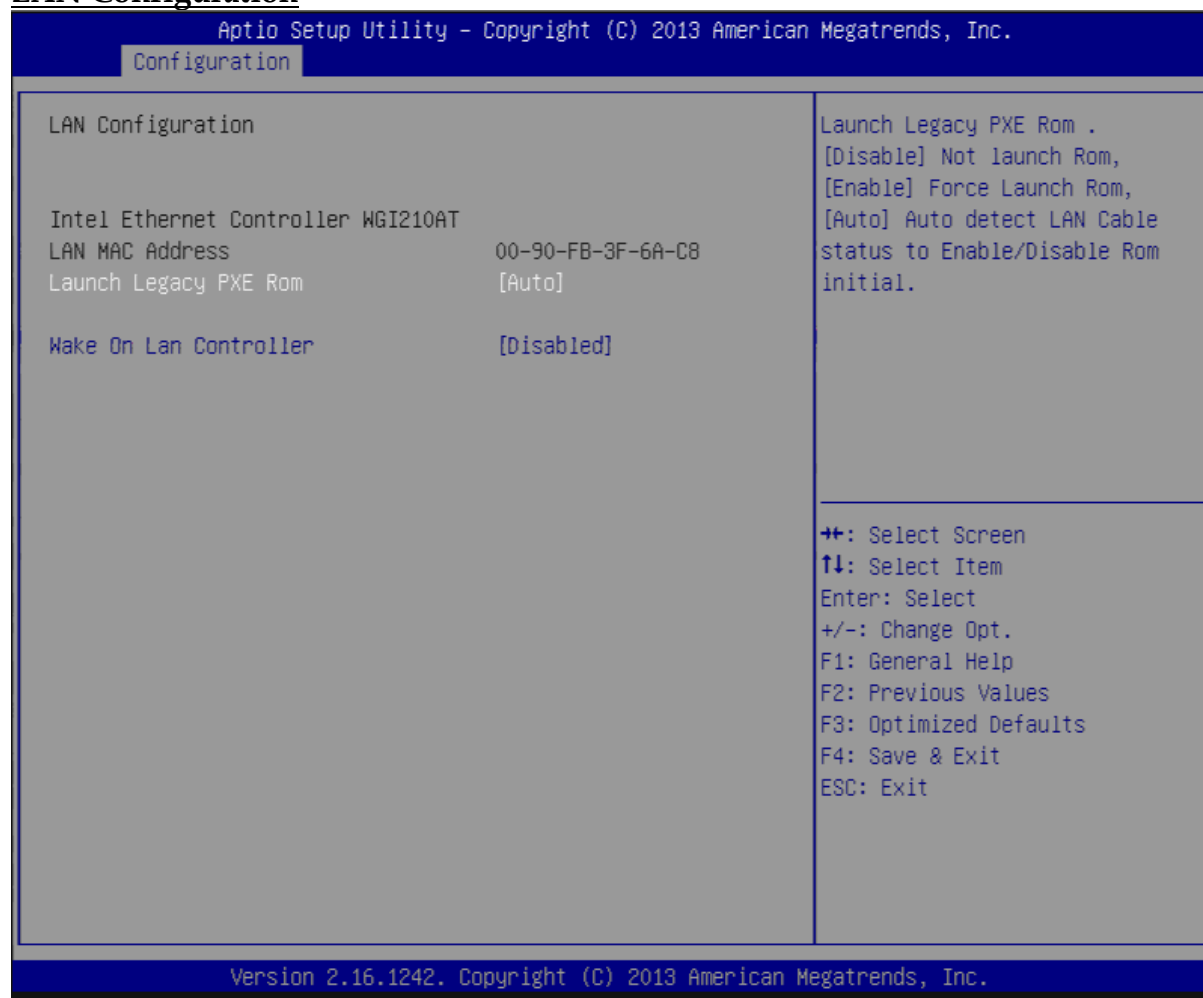 LAN Configuration
Aptio Setup Utility – Copyright (C) 2013 American Megatrends, Inc.
Configuration
LAN Configuration
Intel Ethernet Controller WGI210AT
LAN MAC Address 00-90-FB-3F-6A-C8
Launch Legacy PXE Rom [Auto]
Wake On Lan Controller [Disabled]
Launch Legacy PXE Rom .
[Disable] Not launch Rom,
[Enable] Force Launch Rom,
[Auto] Auto detect LAN Cable
status to Enable/Disable Rom
initial.
→←: Select Screen
↑↓: Select Item
Enter: Select
+/-: Change Opt.
F1: General Help
F2: Previous Values
F3: Optimized Defaults
F4: Save & Exit
ESC: Exit
Version 2.16.1242. Copyright (C) 2013 American Megatrends, Inc.